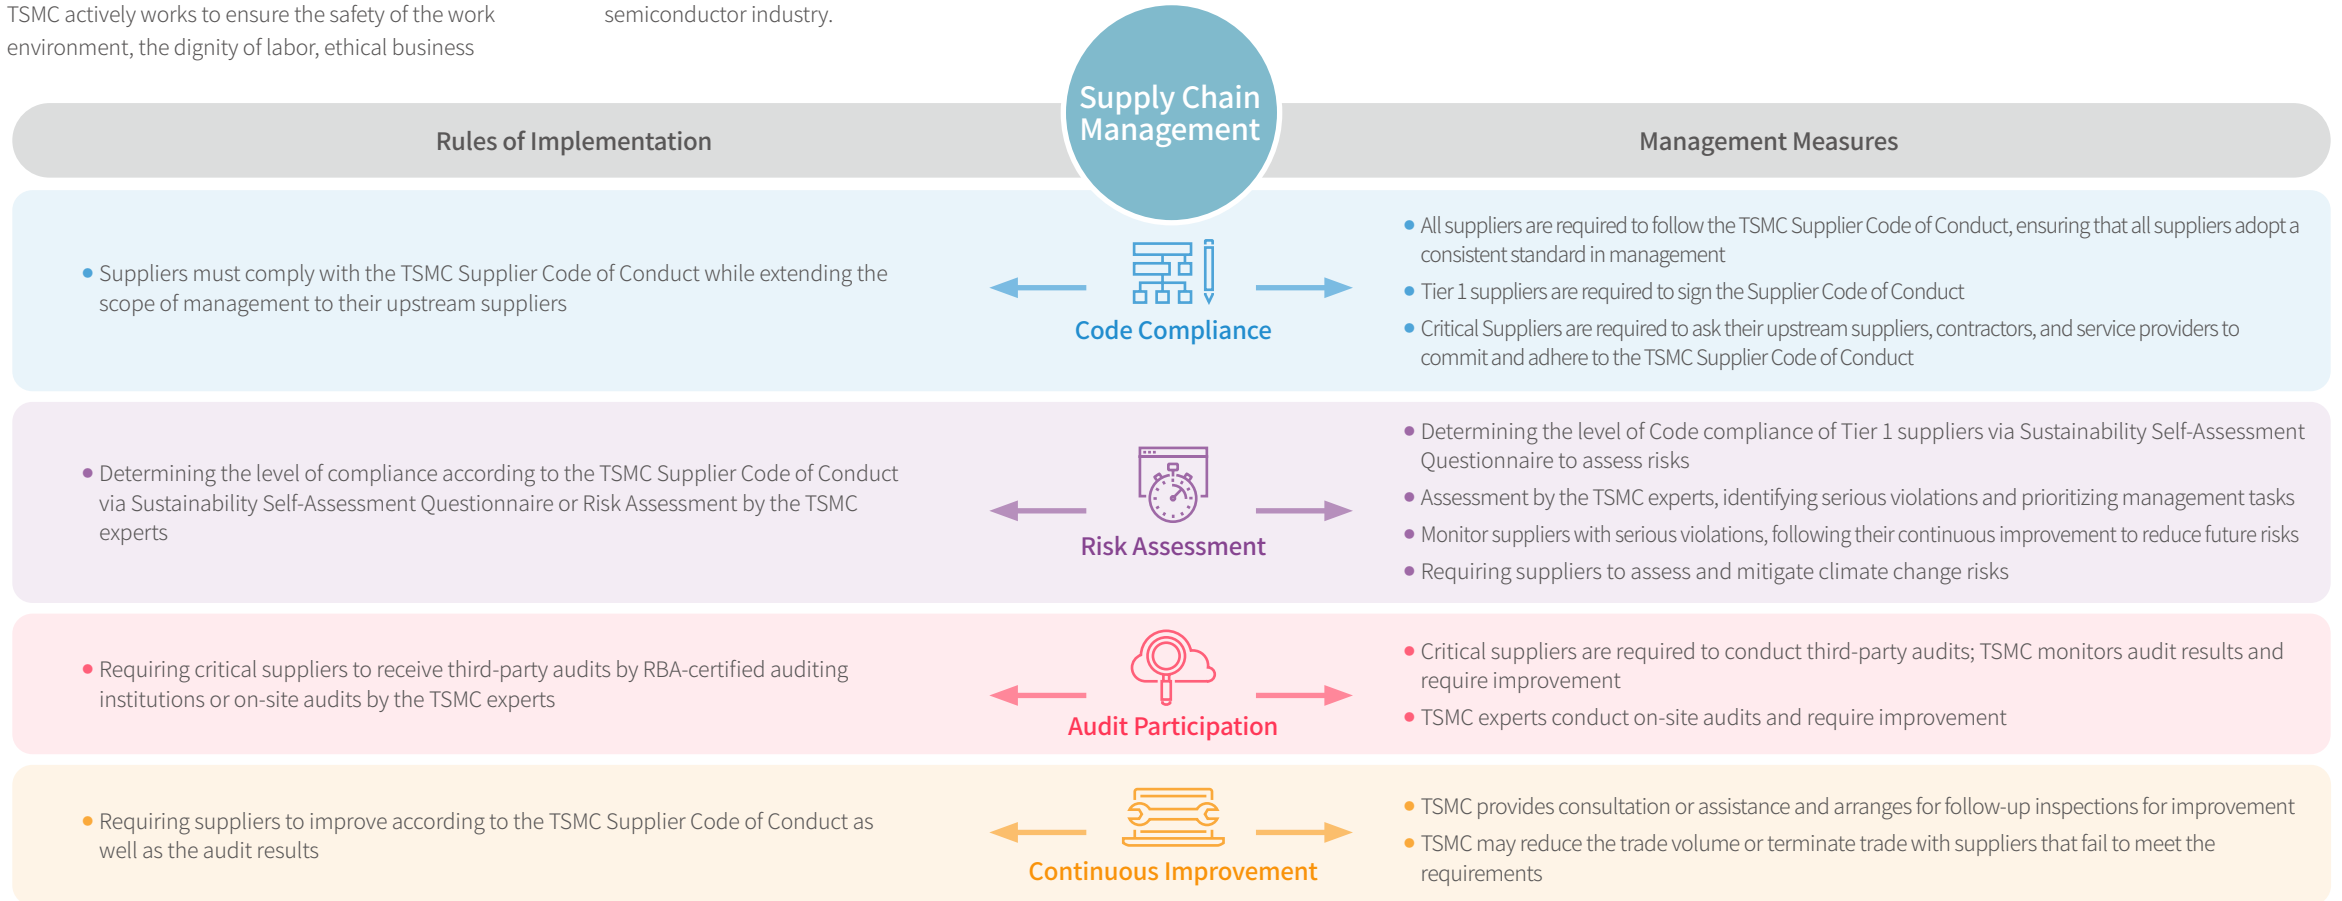 TSMC actively works to ensure the safety of the work
environment, the dignity of labor, ethical business
semiconductor industry.
Supply Chain
Management
Rules of Implementation
Management Measures
• Suppliers must comply with the TSMC Supplier Code of Conduct while extending the
scope of management to their upstream suppliers
Code Compliance
• All suppliers are required to follow the TSMC Supplier Code of Conduct, ensuring that all suppliers adopt a
consistent standard in management
• Tier 1 suppliers are required to sign the Supplier Code of Conduct
• Critical Suppliers are required to ask their upstream suppliers, contractors, and service providers to
commit and adhere to the TSMC Supplier Code of Conduct
• Determining the level of compliance according to the TSMC Supplier Code of Conduct
via Sustainability Self-Assessment Questionnaire or Risk Assessment by the TSMC
experts
Risk Assessment
• Determining the level of Code compliance of Tier 1 suppliers via Sustainability Self-Assessment
Questionnaire to assess risks
• Assessment by the TSMC experts, identifying serious violations and prioritizing management tasks
• Monitor suppliers with serious violations, following their continuous improvement to reduce future risks
• Requiring suppliers to assess and mitigate climate change risks
• Requiring critical suppliers to receive third-party audits by RBA-certified auditing
institutions or on-site audits by the TSMC experts
Audit Participation
• Critical suppliers are required to conduct third-party audits; TSMC monitors audit results and
require improvement
• TSMC experts conduct on-site audits and require improvement
• Requiring suppliers to improve according to the TSMC Supplier Code of Conduct as
well as the audit results
Continuous Improvement
• TSMC provides consultation or assistance and arranges for follow-up inspections for improvement
• TSMC may reduce the trade volume or terminate trade with suppliers that fail to meet the
requirements